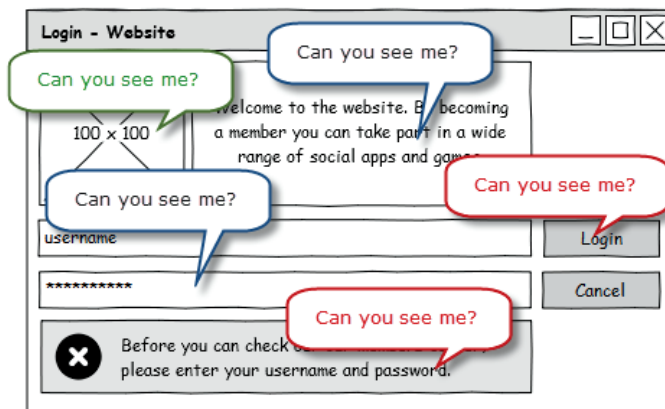 Login - Website
Can you see me?
Can you see me?
100 x 100
Welcome to the website. By becoming
a member you can take part in a wide
range of social apps and games
Can you see me?
Can you see me?
username
Login
**********
Cancel
Can you see me?
Before you can check
please enter your username and password.